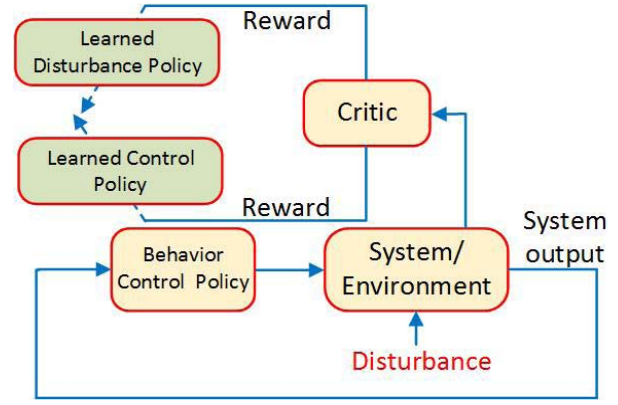 Learned
Disturbance Policy
Reward
Critic
Learned Control
Policy
Reward
Behavior
Control Policy
System/
Environment
System
output
Disturbance